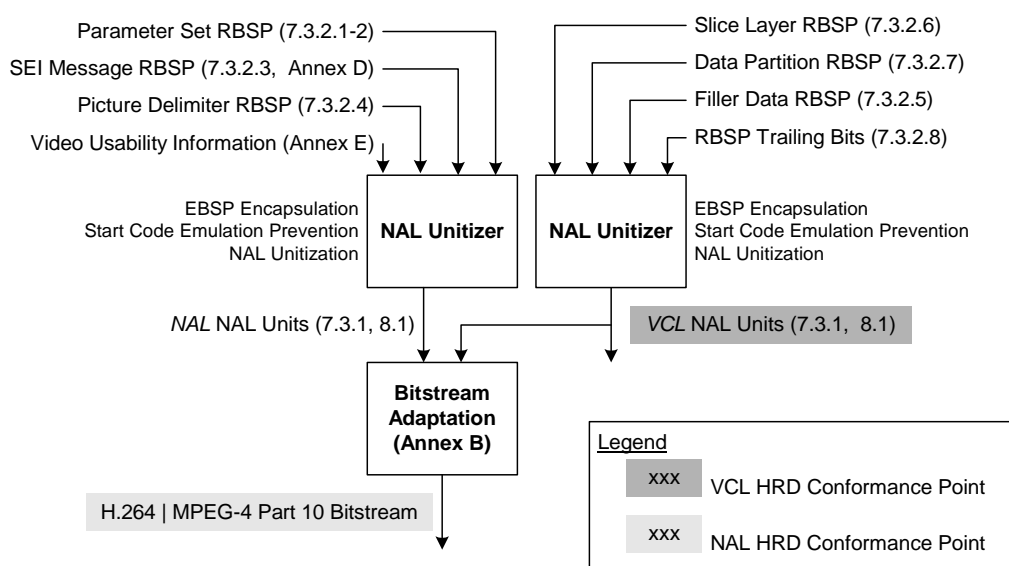 Parameter Set RBSP (7.3.2.1-2)
SEI Message RBSP (7.3.2.3, Annex D)
Picture Delimiter RBSP (7.3.2.4)
Video Usability Information (Annex E)
Slice Layer RBSP (7.3.2.6)
Data Partition RBSP (7.3.2.7)
Filler Data RBSP (7.3.2.5)
RBSP Trailing Bits (7.3.2.8)
EBSP Encapsulation
Start Code Emulation Prevention
NAL Unitization
NAL Unitizer
NAL Unitizer
EBSP Encapsulation
Start Code Emulation Prevention
NAL Unitization
NAL NAL Units (7.3.1, 8.1)
VCL NAL Units (7.3.1, 8.1)
Bitstream
Adaptation
(Annex B)
H.264 | MPEG-4 Part 10 Bitstream
Legend
xxx VCL HRD Conformance Point
xxx NAL HRD Conformance Point